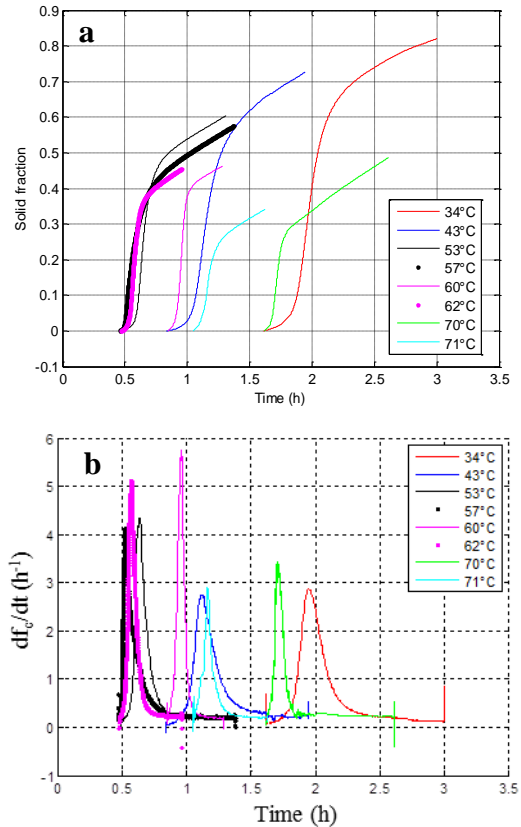 a
0.9
0.8
0.7
0.6
0.5
0.4
0.3
0.2
0.1
0
-0.1
Solid fraction
34°C
43°C
53°C
57°C
60°C
62°C
70°C
71°C
0 0.5 1 1.5 2 2.5 3 3.5
Time (h)
b
6
5
4
3
2
1
0
-1
df_c/dt (h⁻¹)
34°C
43°C
53°C
57°C
60°C
62°C
70°C
71°C
0 0.5 1 1.5 2 2.5 3 3.5
Time (h)